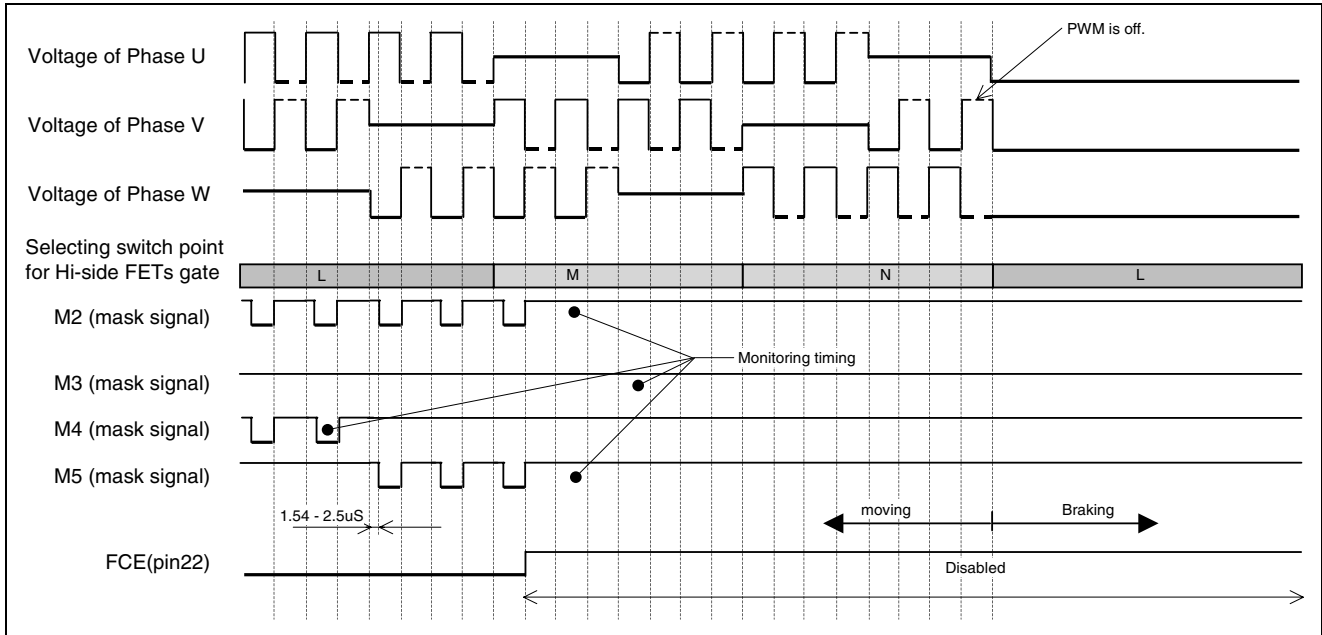 PWM is off.
Voltage of Phase U
Voltage of Phase V
Voltage of Phase W
Selecting switch point
for Hi-side FETs gate
L
M
N
L
M2 (mask signal)
Monitoring timing
M3 (mask signal)
M4 (mask signal)
M5 (mask signal)
1.54 - 2.5uS
moving
Braking
FCE(pin22)
Disabled